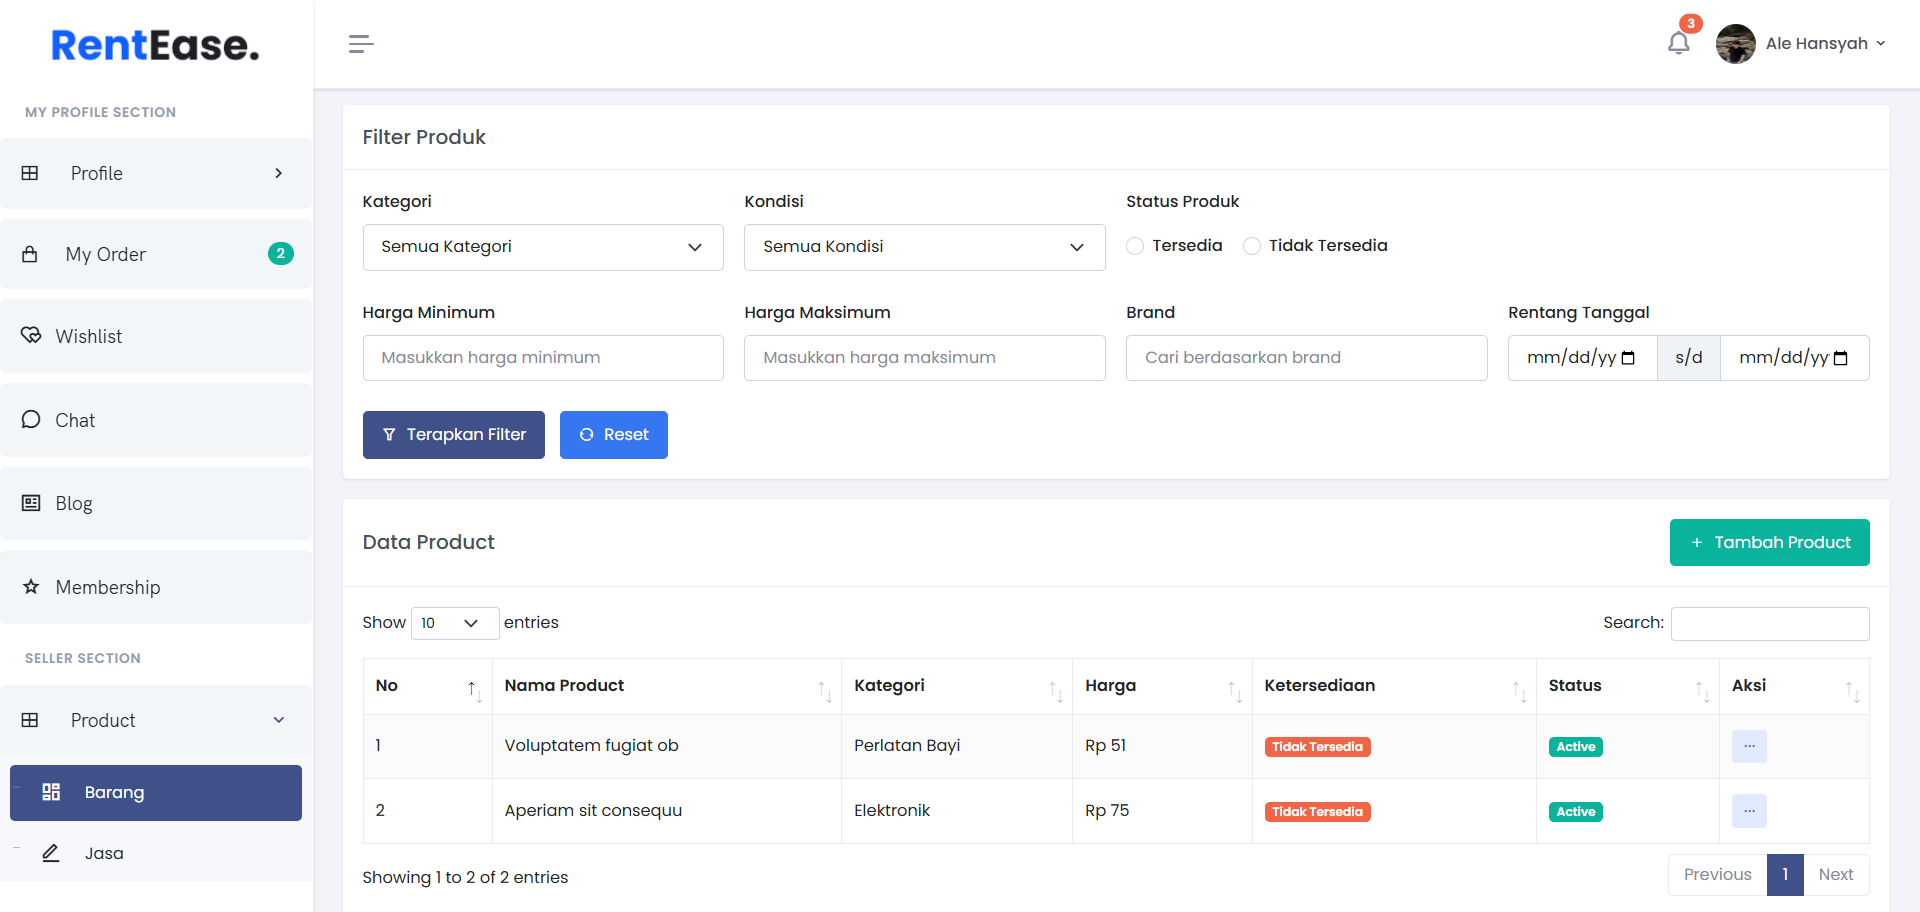 RentEase.
MY PROFILE SECTION
Profile
My Order 2
Wishlist
Chat
Blog
Membership
SELLER SECTION
Product
Barang
Jasa
3
Ale Hansyah
Filter Produk
Kategori Kondisi Status Produk
Semua Kategori Semua Kondisi Tersedia Tidak Tersedia
Harga Minimum Harga Maksimum Brand Rentang Tanggal
Masukkan harga minimum Masukkan harga maksimum Cari berdasarkan brand mm/dd/yy s/d mm/dd/yy
Terapkan Filter Reset
Data Product + Tambah Product
Show 10 entries Search:
No Nama Product Kategori Harga Ketersediaan Status Aksi
1 Voluptatem fugiat ob Perlatan Bayi Rp 51 Tidak Tersedia Active ...
2 Aperiam sit consequu Elektronik Rp 75 Tidak Tersedia Active ...
Showing 1 to 2 of 2 entries Previous 1 Next